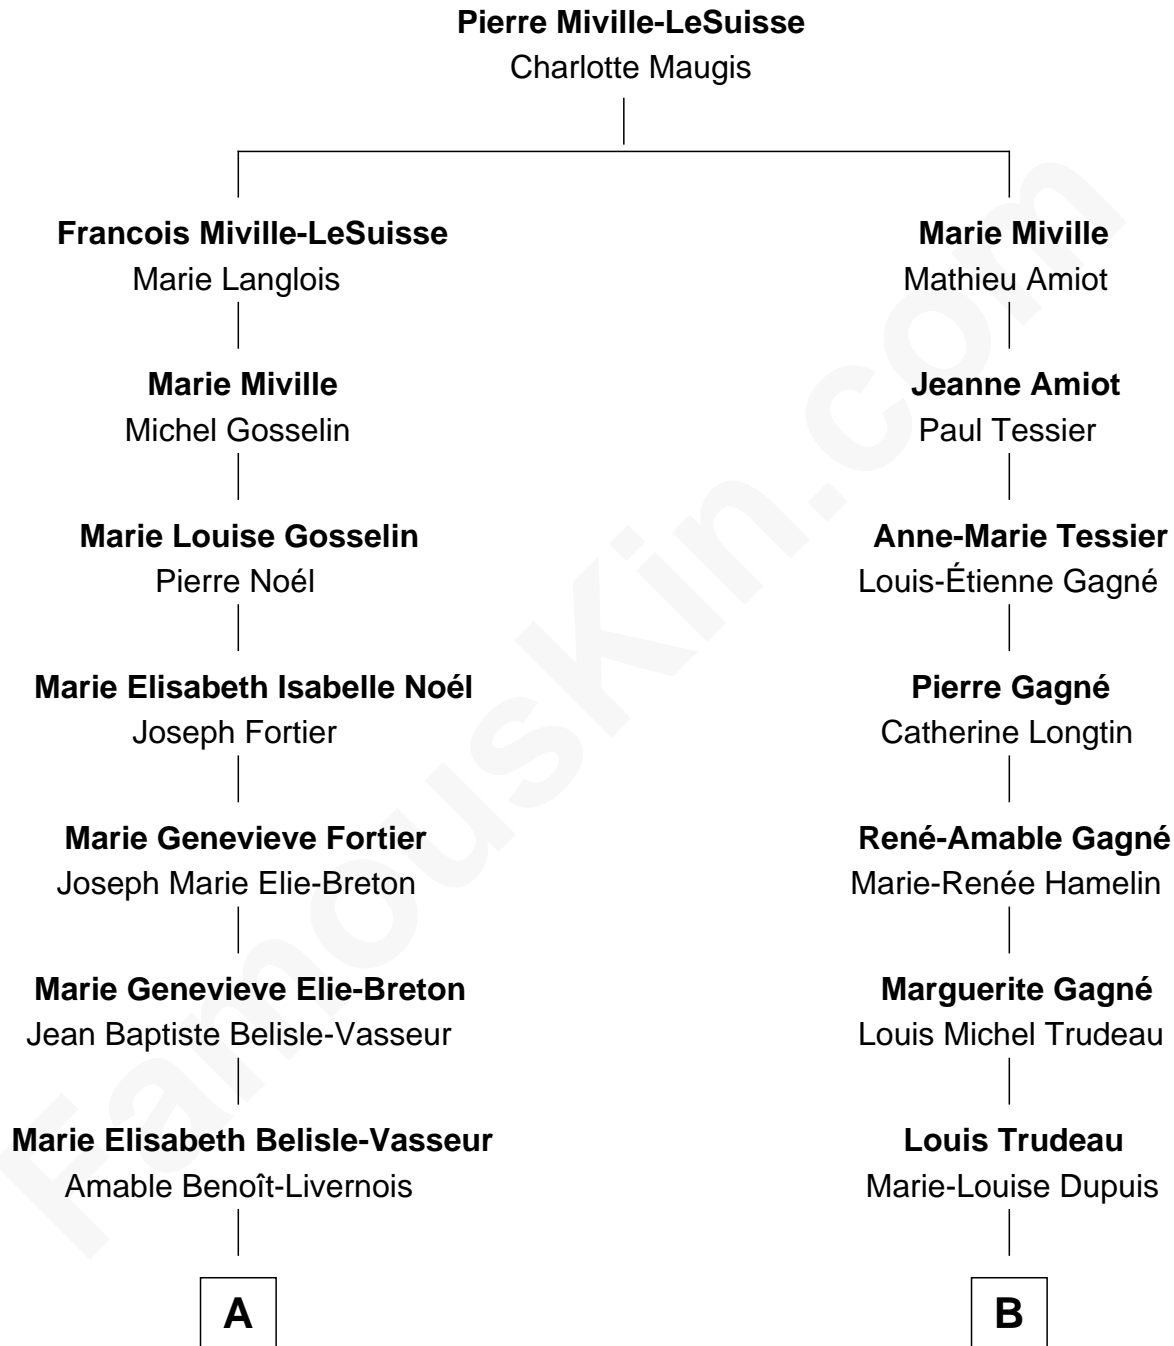 Pierre Miville-LeSuisse
Charlotte Maugis
Francois Miville-LeSuisse
Marie Langlois
Marie Miville
Mathieu Amiot
Marie Miville
Michel Gosselin
Jeanne Amiot
Paul Tessier
Marie Louise Gosselin
Pierre Noél
Anne-Marie Tessier
Louis-Étienne Gagné
Marie Elisabeth Isabelle Noél
Joseph Fortier
Pierre Gagné
Catherine Longtin
Marie Genevieve Fortier
Joseph Marie Elie-Breton
René-Amable Gagné
Marie-Renée Hamelin
Marie Genevieve Elie-Breton
Jean Baptiste Belisle-Vasseur
Marguerite Gagné
Louis Michel Trudeau
Marie Elisabeth Belisle-Vasseur
Amable Benoît-Livernois
Louis Trudeau
Marie-Louise Dupuis
A
B
FamousKin.com